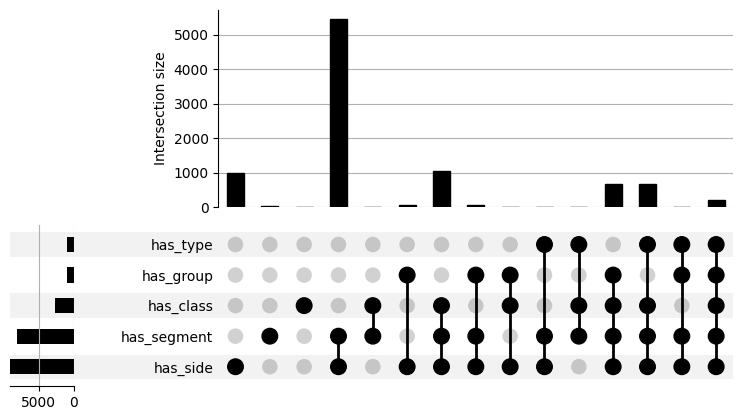 5000
4000
3000
2000
1000
0
Intersection size
has_type
has_group
has_class
has_segment
has_side
5000 0